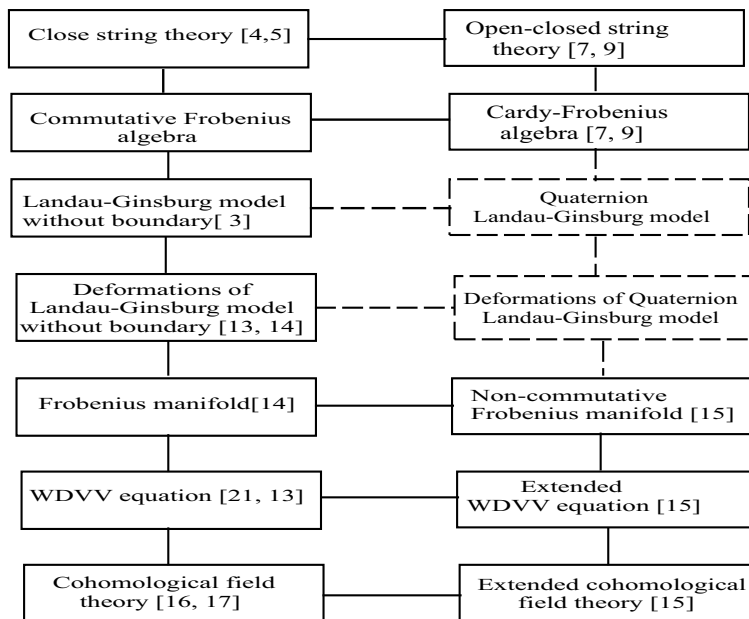 Close string theory [4,5]
Open-closed string
theory [7, 9]
Commutative Frobenius
algebra
Cardy-Frobenius
algebra [7, 9]
Landau-Ginsburg model
without boundary[ 3]
Quaternion
Landau-Ginsburg model
Deformations of
Landau-Ginsburg model
without boundary [13, 14]
Deformations of Quaternion
Landau-Ginsburg model
Frobenius manifold[14]
Non-commutative
Frobenius manifold [15]
WDVV equation [21, 13]
Extended
WDVV equation [15]
Cohomological field
theory [16, 17]
Extended cohomological
field theory [15]